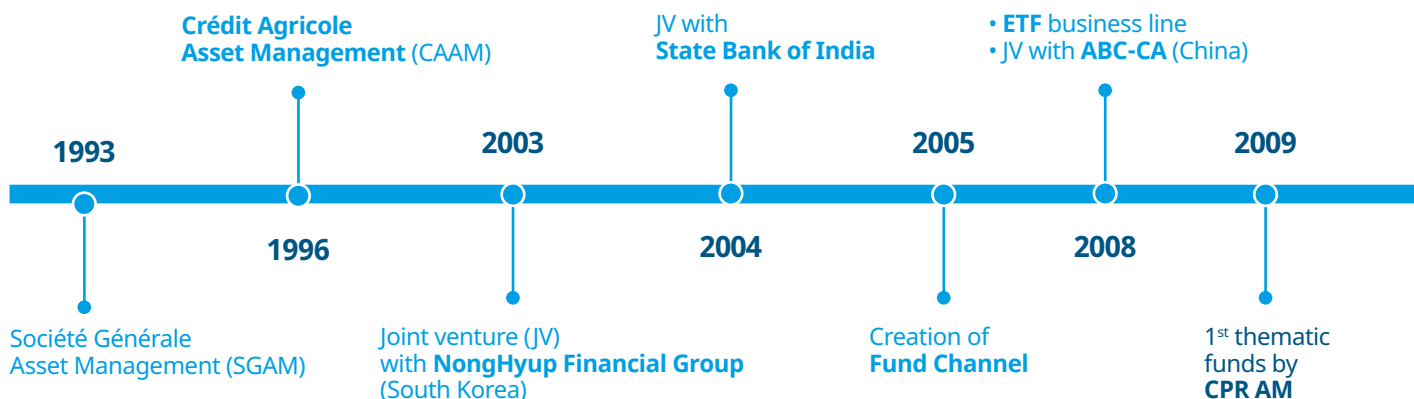 Crédit Agricole
Asset Management (CAAM)
JV with
State Bank of India
• ETF business line
• JV with ABC-CA (China)
1993
2003
2005
2009
1996
2004
2008
Société Générale
Asset Management (SGAM)
Joint venture (JV)
with NongHyup Financial Group
(South Korea)
Creation of
Fund Channel
1st thematic
funds by
CPR AM